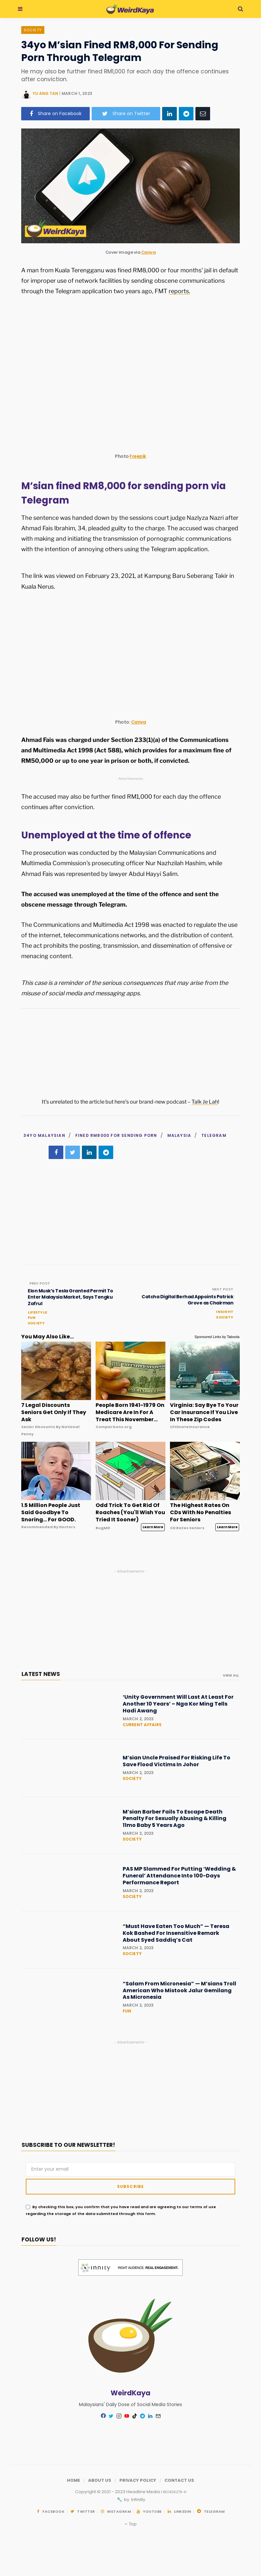 WeirdKaya
SOCIETY
34yo M’sian Fined RM8,000 For Sending
Porn Through Telegram
He may also be further fined RM1,000 for each day the offence continues
after conviction.
MARCH 1, 2023
Share on Facebook
Share on Twitter
WeirdKaya
Cover image via Canva
A man from Kuala Terengganu was fined RM8,000 or four months’ jail in default
for improper use of network facilities by sending obscene communications
through the Telegram application two years ago, FMT reports.
Photo: Freepik
M’sian fined RM8,000 for sending porn via
Telegram
The sentence was handed down by the sessions court judge Nazlyza Nazri after
Ahmad Fais Ibrahim, 34, pleaded guilty to the charge. The accused was charged
with making and initiating the transmission of pornographic communications
with the intention of annoying others using the Telegram application.
The link was viewed on February 23, 2021, at Kampung Baru Seberang Takir in
Kuala Nerus.
Photo: Canva
Ahmad Fais was charged under Section 233(1)(a) of the Communications
and Multimedia Act 1998 (Act 588), which provides for a maximum fine of
RM50,000 or up to one year in prison or both, if convicted.
- Advertisements -
The accused may also be further fined RM1,000 for each day the offence
continues after conviction.
Unemployed at the time of offence
The prosecution was conducted by the Malaysian Communications and
Multimedia Commission’s prosecuting officer Nur Nazhzilah Hashim, while
Ahmad Fais was represented by lawyer Abdul Hayyi Salim.
The accused was unemployed at the time of the offence and sent the
obscene message through Telegram.
The Communications and Multimedia Act 1998 was enacted to regulate the use
of the internet, telecommunications networks, and the distribution of content.
The act prohibits the posting, transmission, and dissemination of offensive or
menacing content.
This case is a reminder of the serious consequences that may arise from the
misuse of social media and messaging apps.
It's unrelated to the article but here's our brand-new podcast – Talk Je Lah!
34YO MALAYSIAN / FINED RM8000 FOR SENDING PORN / MALAYSIA / TELEGRAM
PREV POST
Elon Musk’s Tesla Granted Permit To
Enter Malaysia Market, Says Tengku
Zafrul
LIFESTYLE
FUN
SOCIETY
NEXT POST
Catcha Digital Berhad Appoints Patrick
Grove as Chairman
INSIGHT
SOCIETY
You May Also Like...
Sponsored Links by Taboola
7 Legal Discounts
Seniors Get Only If They
Ask
Senior Discounts By National
Penny
People Born 1941-1979 On
Medicare Are In For A
Treat This November...
Comparisons.org
Virginia: Say Bye To Your
Car Insurance If You Live
In These Zip Codes
Otto Insurance
1.5 Million People Just
Said Goodbye To
Snoring... For GOOD.
Recommended By Doctors
Odd Trick To Get Rid Of
Roaches (You'll Wish You
Tried It Sooner)
BugMD
Learn More
The Highest Rates On
CDs With No Penalties
For Seniors
CD Rates Seniors
Learn More
- Advertisements -
LATEST NEWS
VIEW ALL
‘Unity Government Will Last At Least For
Another 10 Years’ – Nga Kor Ming Tells
Hadi Awang
MARCH 2, 2023
CURRENT AFFAIRS
M’sian Uncle Praised For Risking Life To
Save Flood Victims In Johor
MARCH 2, 2023
SOCIETY
M’sian Barber Fails To Escape Death
Penalty For Sexually Abusing & Killing
11mo Baby 5 Years Ago
MARCH 2, 2023
SOCIETY
PAS MP Slammed For Putting ‘Wedding &
Funeral’ Attendance Into 100-Days
Performance Report
MARCH 2, 2023
SOCIETY
“Must Have Eaten Too Much” — Teresa
Kok Bashed For Insensitive Remark
About Syed Saddiq’s Cat
MARCH 2, 2023
SOCIETY
“Salam From Micronesia” — M’sians Troll
American Who Mistook Jalur Gemilang
As Micronesia
MARCH 2, 2023
FUN
- Advertisements -
SUBSCRIBE TO OUR NEWSLETTER!
Enter your email
SUBSCRIBE
By checking this box, you confirm that you have read and are agreeing to our terms of use
regarding the storage of the data submitted through this form.
FOLLOW US!
innity
RIGHT AUDIENCE. REAL ENGAGEMENT.
WeirdKaya
Malaysians' Daily Dose of Social Media Stories
HOME / ABOUT US / PRIVACY POLICY / CONTACT US
by Infinity
FACEBOOK TWITTER INSTAGRAM YOUTUBE LINKEDIN TELEGRAM
Top